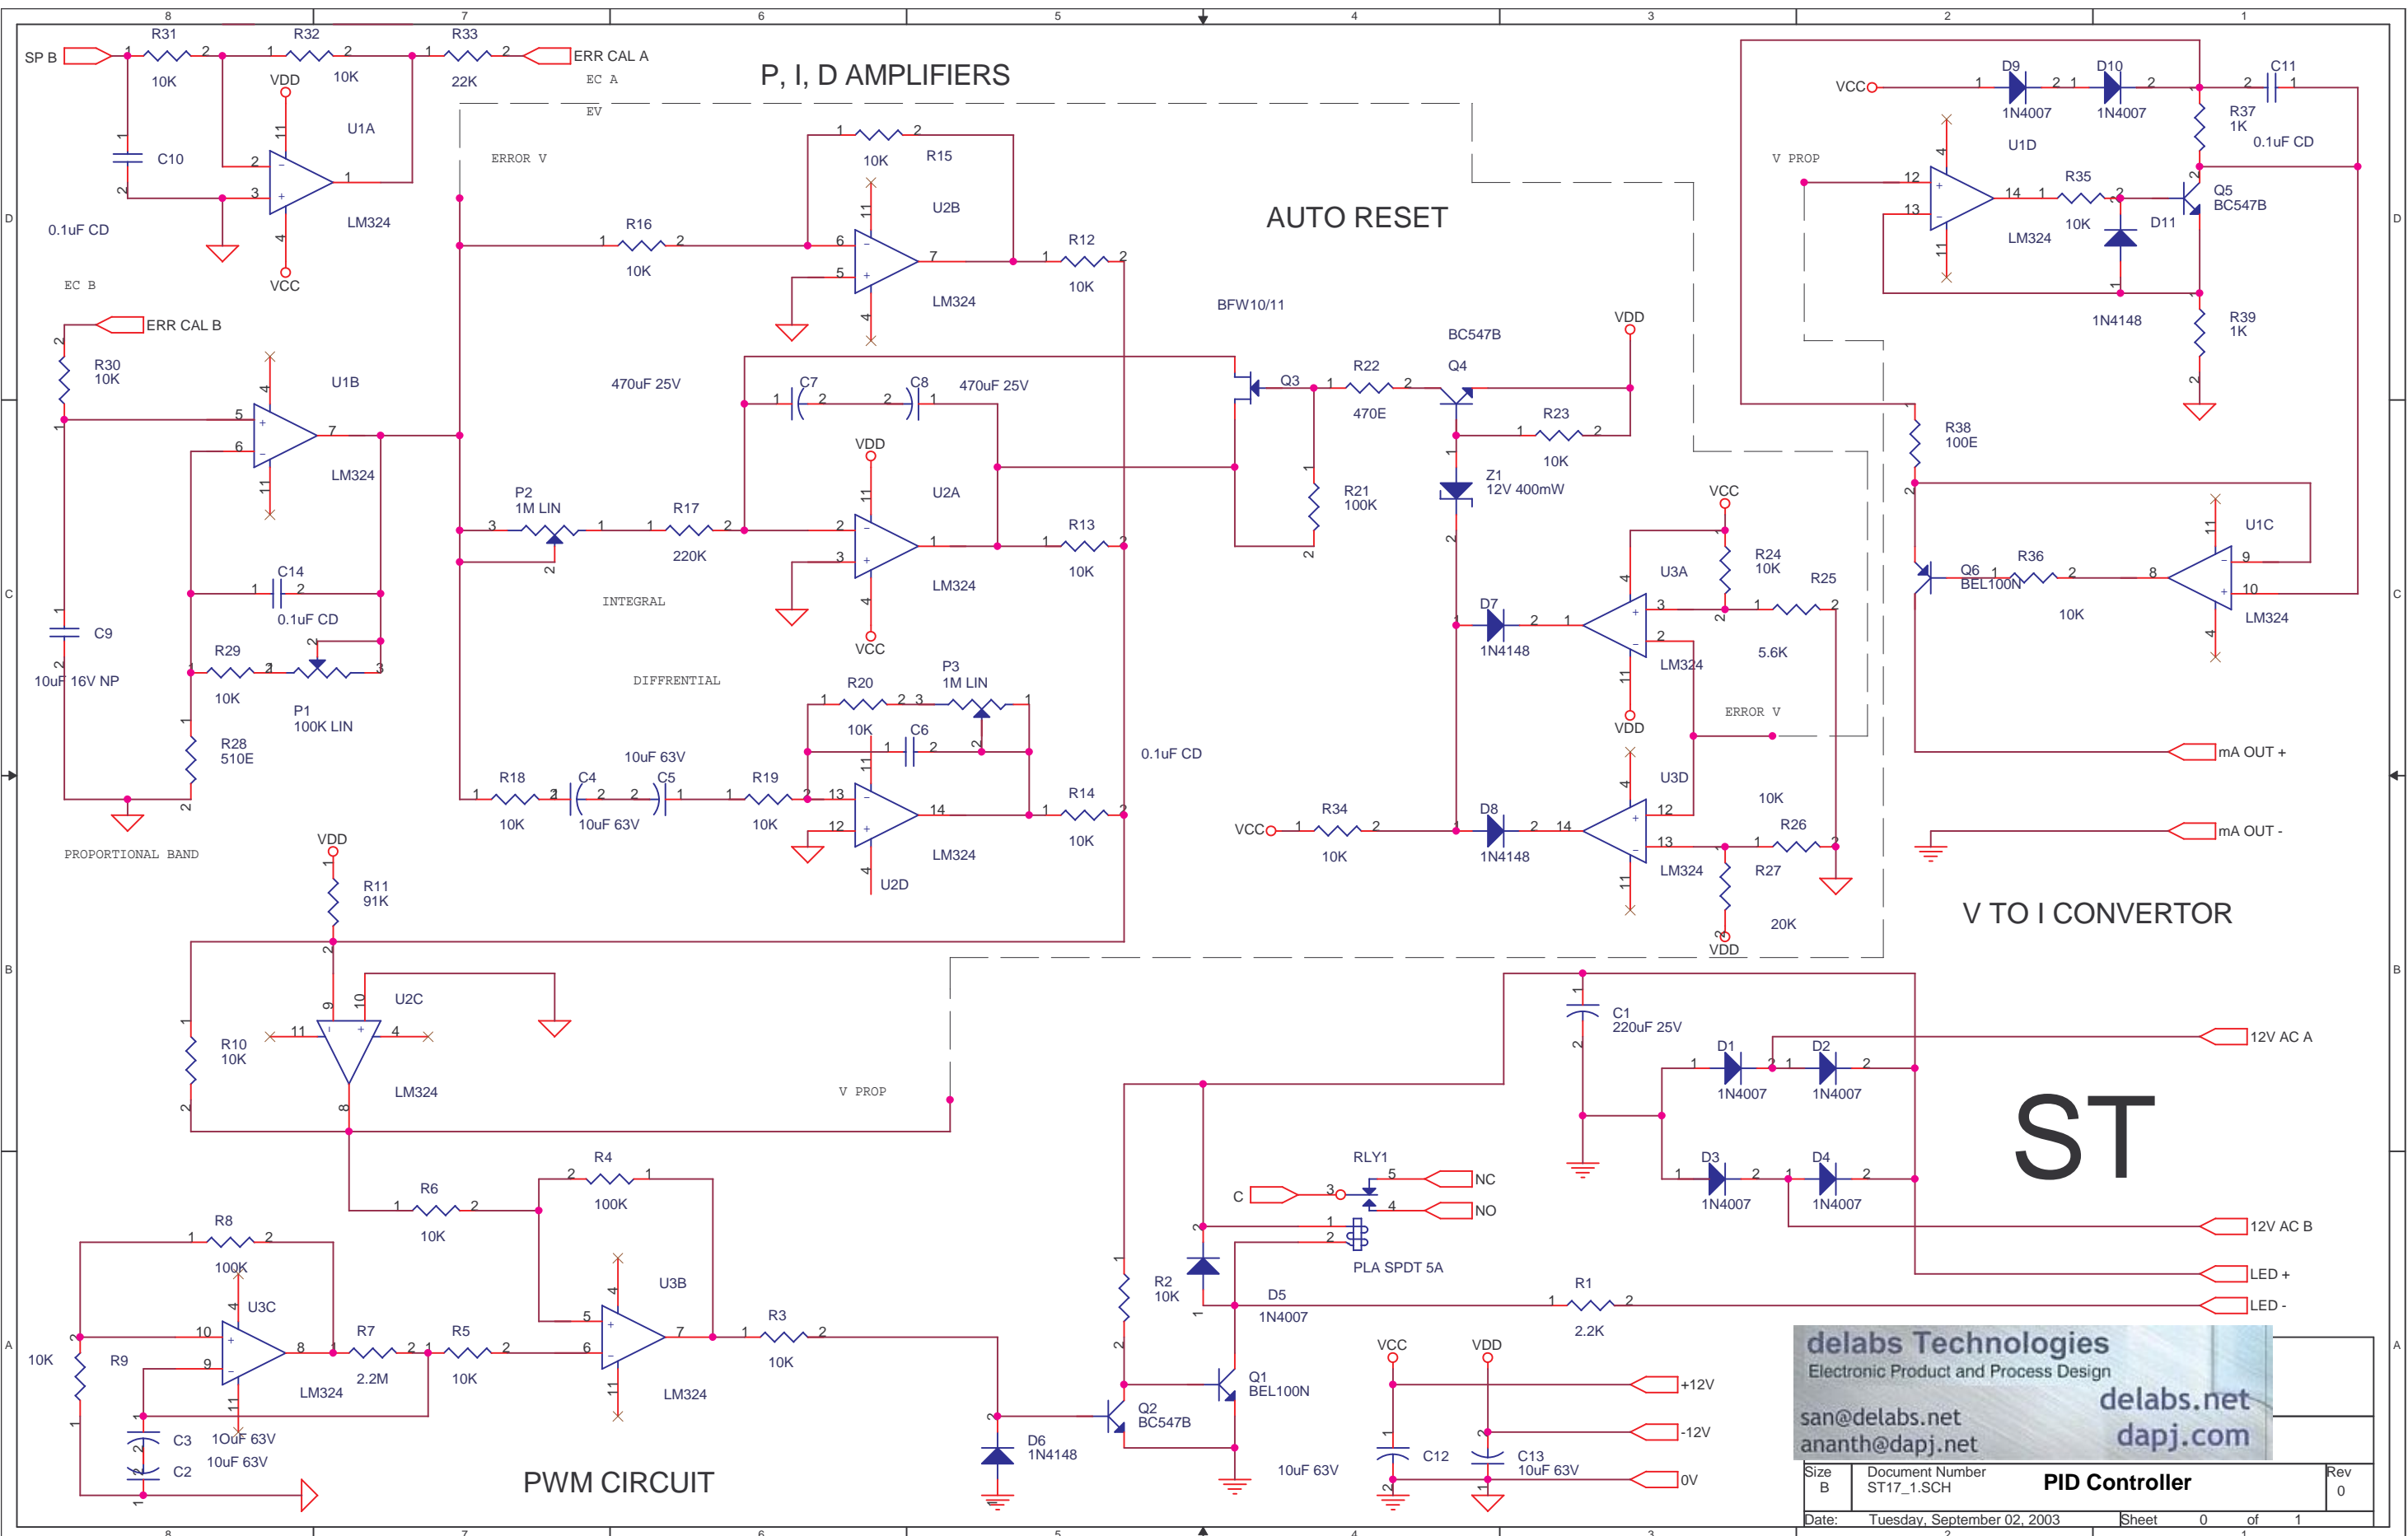 8 7 6 5 4 3 2 1
P, I, D AMPLIFIERS
AUTO RESET
V TO I CONVERTOR
PWM CIRCUIT
ST
SP B
R31
10K
R32
10K
R33
22K
ERR CAL A
EC A
EV
VDD
U1A
LM324
VCC
C10
0.1uF CD
EC B
ERR CAL B
R30
10K
U1B
LM324
C14
0.1uF CD
C9
10uF 16V NP
R29
10K
P1
100K LIN
R28
510E
PROPORTIONAL BAND
ERROR V
R15
10K
R16
10K
U2B
LM324
R12
10K
470uF 25V
C7
C8
470uF 25V
VDD
P2
1M LIN
R17
220K
U2A
LM324
VCC
R13
10K
INTEGRAL
DIFFRENTIAL
R20
10K
P3
1M LIN
C6
0.1uF CD
10uF 63V
R18
10K
C4
10uF 63V
C5
R19
10K
U2D
LM324
R14
10K
BFW10/11
Q3
R22
470E
BC547B
Q4
VDD
R23
10K
R21
100K
Z1
12V 400mW
VCC
R24
10K
R25
5.6K
U3A
LM324
VDD
D7
1N4148
ERROR V
U3D
LM324
10K
R26
R27
20K
VDD
D8
1N4148
VCC
R34
10K
VCC
D9
1N4007
D10
1N4007
C11
0.1uF CD
R37
1K
V PROP
U1D
LM324
R35
10K
D11
1N4148
Q5
BC547B
R39
1K
R38
100E
U1C
LM324
Q6
BEL100N
R36
10K
mA OUT +
mA OUT -
VDD
R11
91K
R10
10K
U2C
LM324
V PROP
R6
10K
R4
100K
R8
100K
U3C
LM324
R9
10K
R7
2.2M
R5
10K
U3B
LM324
R3
10K
C3
10uF 63V
C2
10uF 63V
D6
1N4148
Q2
BC547B
Q1
BEL100N
R2
10K
D5
1N4007
RLY1
C
NC
NO
PLA SPDT 5A
R1
2.2K
C1
220uF 25V
D1
1N4007
D2
1N4007
D3
1N4007
D4
1N4007
12V AC A
12V AC B
LED +
LED -
VCC
VDD
+12V
-12V
0V
C12
10uF 63V
C13
10uF 63V
delabs Technologies
Electronic Product and Process Design
delabs.net
san@delabs.net
ananth@dapj.net
dapj.com
Size
B
Document Number
ST17_1.SCH
PID Controller
Rev
0
Date: Tuesday, September 02, 2003
Sheet 0 of 1